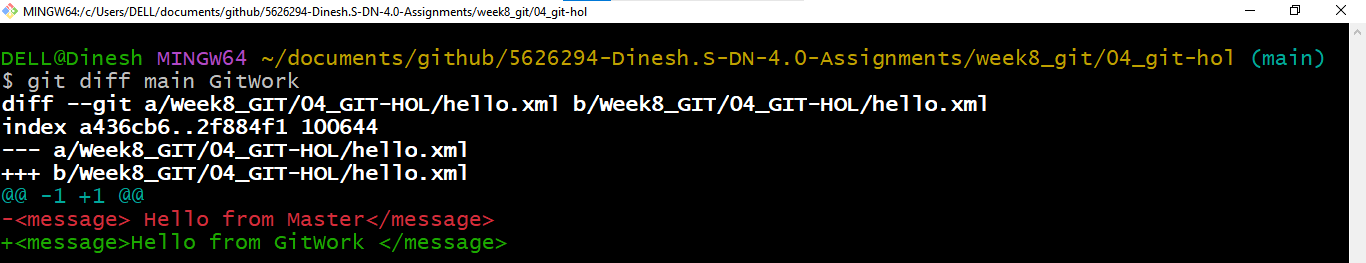 MINGW64:/c/Users/DELL/documents/github/5626294-Dinesh.S-DN-4.0-Assignments/week8_git/04_git-hol
DELL@Dinesh MINGW64 ~/documents/github/5626294-Dinesh.S-DN-4.0-Assignments/week8_git/04_git-hol (main)
$ git diff main GitWork
diff --git a/Week8_GIT/04_GIT-HOL/hello.xml b/Week8_GIT/04_GIT-HOL/hello.xml
index a436cb6..2f884f1 100644
--- a/Week8_GIT/04_GIT-HOL/hello.xml
+++ b/Week8_GIT/04_GIT-HOL/hello.xml
@@ -1 +1 @@
-<message> Hello from Master</message>
+<message>Hello from GitWork </message>